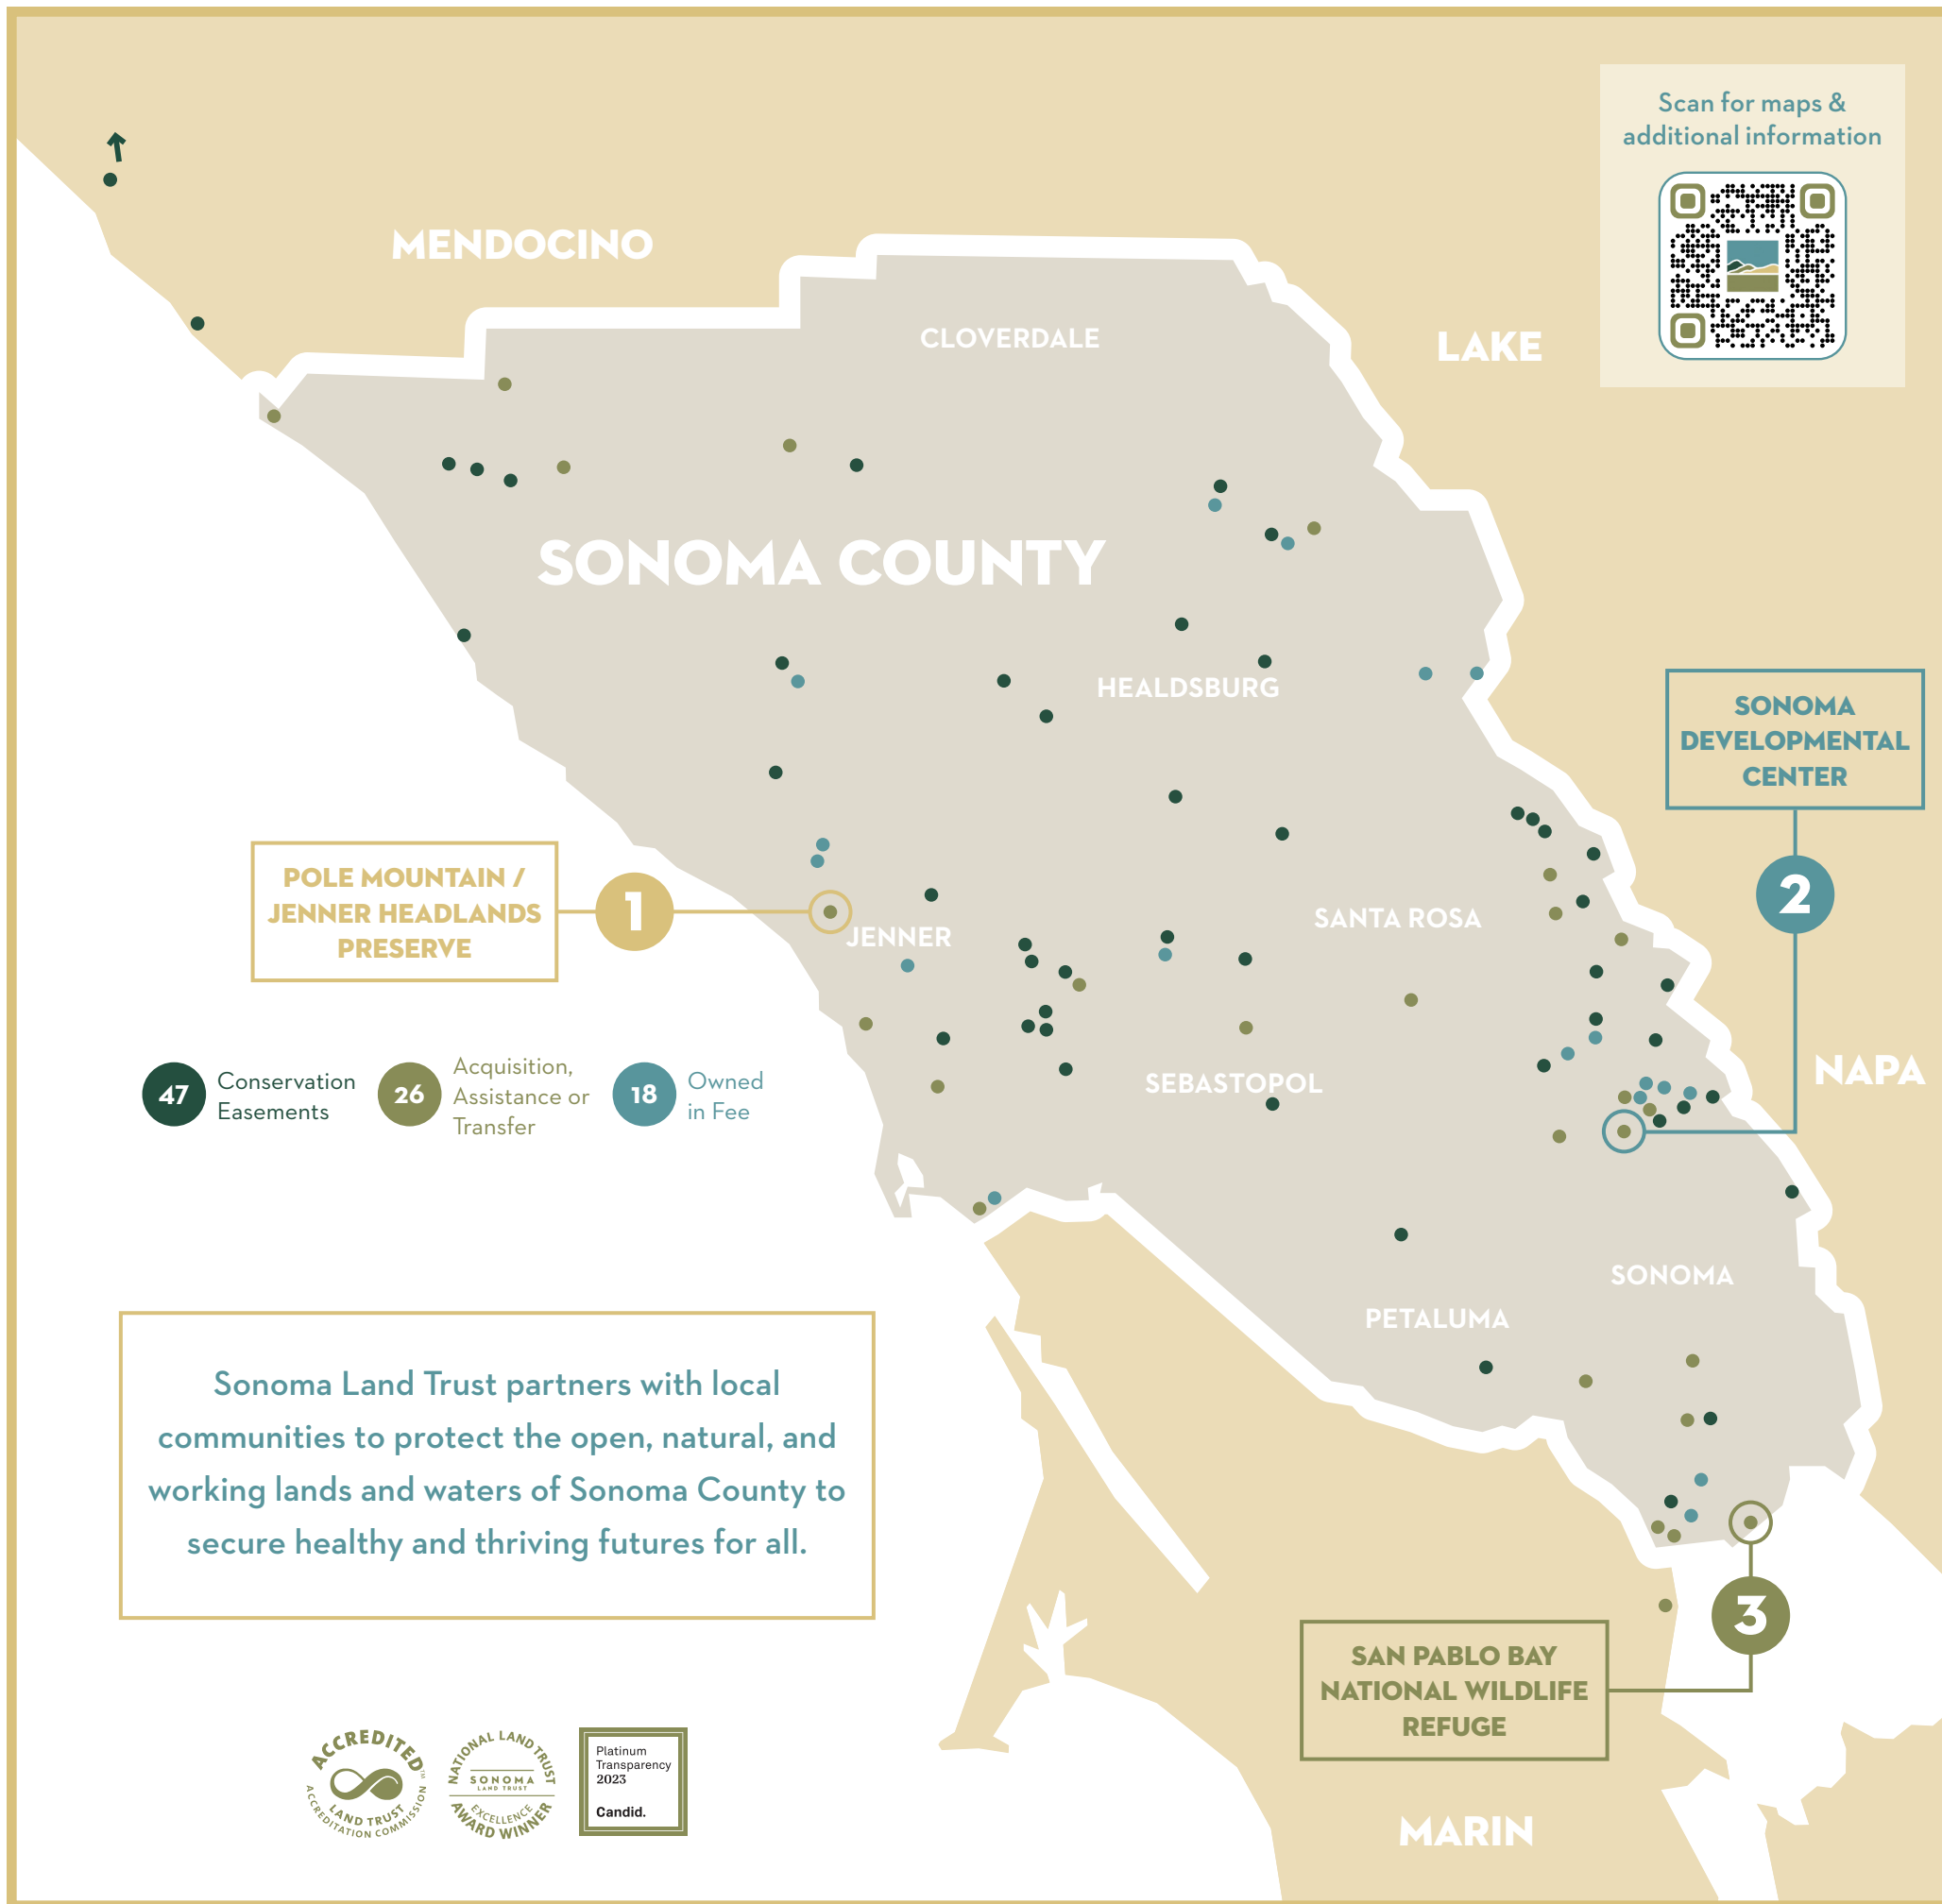 Scan for maps &
additional information
MENDOCINO
LAKE
CLOVERDALE
SONOMA COUNTY
HEALDSBURG
SONOMA
DEVELOPMENTAL
CENTER
2
POLE MOUNTAIN /
JENNER HEADLANDS
PRESERVE
1
JENNER
SANTA ROSA
NAPA
47
Conservation
Easements
26
Acquisition,
Assistance or
Transfer
18
Owned
in Fee
SEBASTOPOL
SONOMA
PETALUMA
Sonoma Land Trust partners with local
communities to protect the open, natural, and
working lands and waters of Sonoma County to
secure healthy and thriving futures for all.
3
SAN PABLO BAY
NATIONAL WILDLIFE
REFUGE
MARIN
ACCREDITED™
LAND TRUST
ACCREDITATION COMMISSION
NATIONAL LAND TRUST
SONOMA
LAND TRUST
EXCELLENCE
AWARD WINNER
Platinum
Transparency
2023
Candid.